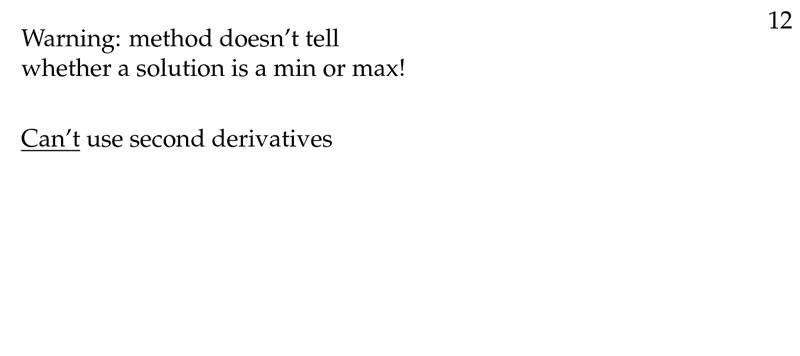 12
Warning: method doesn’t tell
whether a solution is a min or max!
Can’t use second derivatives